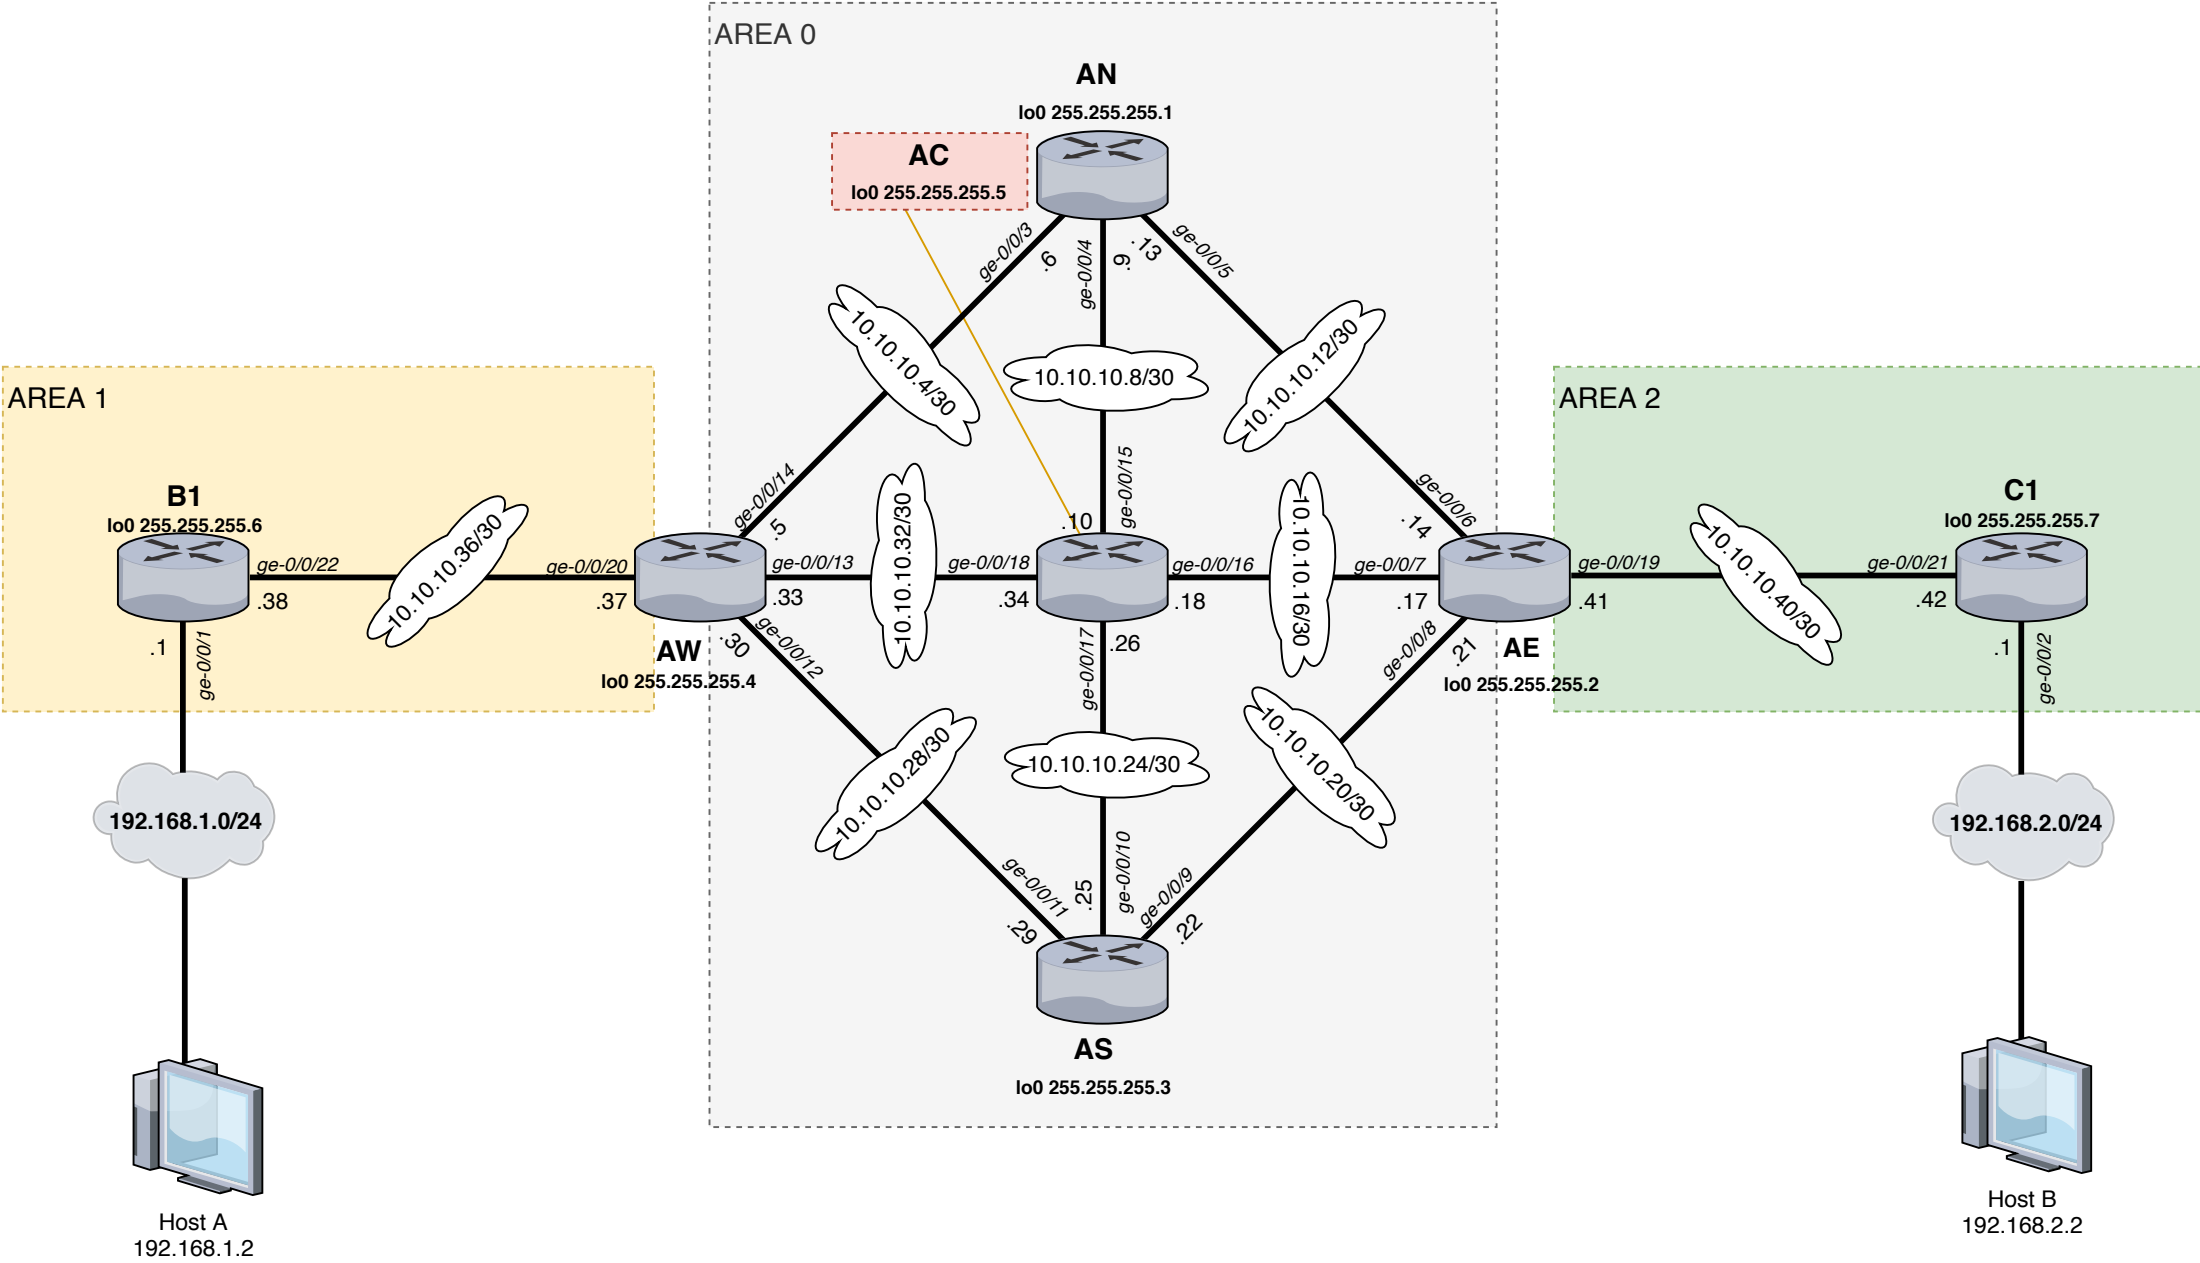 AREA 0
AN
lo0 255.255.255.1
AC
lo0 255.255.255.5
ge-0/0/3
.6
ge-0/0/4
.9
.13
ge-0/0/5
10.10.10.4/30
10.10.10.8/30
10.10.10.12/30
AREA 1
AREA 2
ge-0/0/14
.5
ge-0/0/15
.10
ge-0/0/6
.14
B1
lo0 255.255.255.6
ge-0/0/22
.38
10.10.10.36/30
ge-0/0/20
.37
ge-0/0/13
.33
10.10.10.32/30
ge-0/0/18
.34
ge-0/0/16
.18
10.10.10.16/30
ge-0/0/7
.17
ge-0/0/19
.41
10.10.10.40/30
C1
lo0 255.255.255.7
ge-0/0/21
.42
.1
ge-0/0/1
AW
lo0 255.255.255.4
.30
ge-0/0/12
ge-0/0/17
.26
ge-0/0/8
.21
AE
lo0 255.255.255.2
.1
ge-0/0/2
192.168.1.0/24
10.10.10.28/30
10.10.10.24/30
10.10.10.20/30
192.168.2.0/24
ge-0/0/11
.29
.25
ge-0/0/10
ge-0/0/9
.22
AS
lo0 255.255.255.3
Host A
192.168.1.2
Host B
192.168.2.2